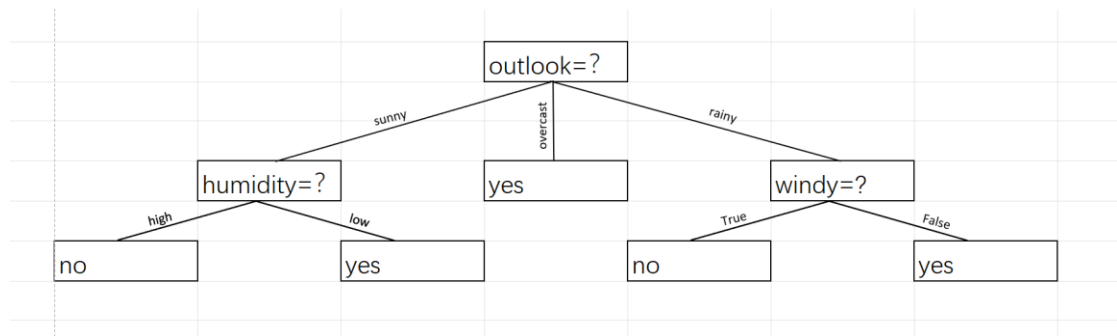 outlook=?
sunny
overcast
rainy
humidity=?
yes
windy=?
high
low
True
False
no
yes
no
yes